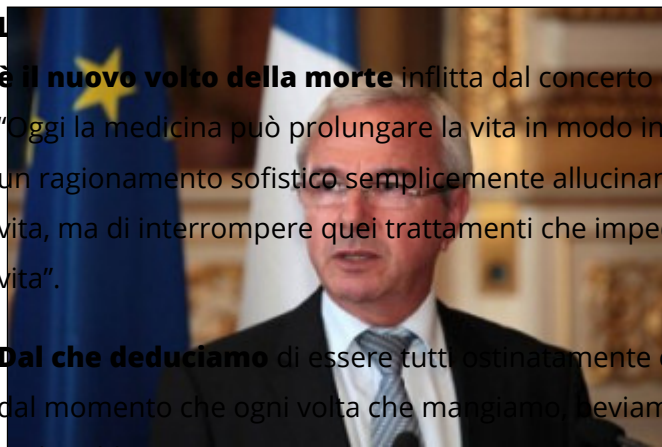 è il nuovo volto della morte inflitta dal concerto
“Oggi la medicina può prolungare la vita in modo in
un ragionamento sofistico semplicemente allucinan
vita, ma di interrompere quei trattamenti che impe
vita”.
Dal che deduciamo di essere tutti ostinatamente
dal momento che ogni volta che mangiamo, beviam